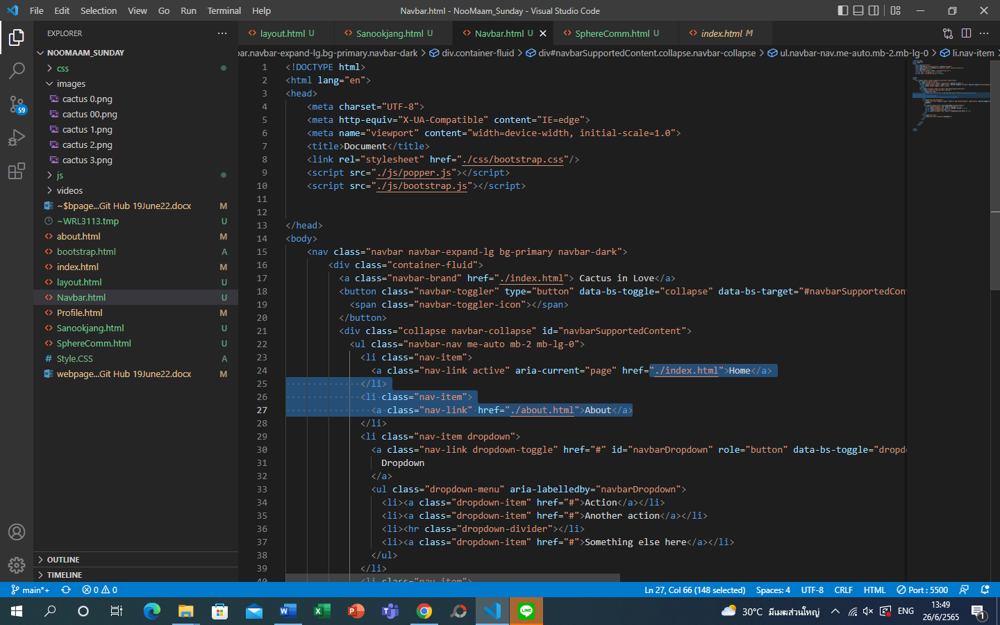 File Edit Selection View Go Run Terminal Help
Navbar.html - NooMaam_Sunday - Visual Studio Code
EXPLORER
layout.html U
Sanookjang.html U
Navbar.html U
SphereComm.html U
index.html M
NOOMAAM_SUNDAY
css
images
cactus 0.png
cactus 00.png
cactus 1.png
cactus 2.png
cactus 3.png
js
videos
~$bpage...Git Hub 19June22.docx M
~WRL3113.tmp U
about.html M
bootstrap.html A
index.html M
layout.html U
Navbar.html U
Profile.html M
Sanookjang.html U
SphereComm.html U
# Style.CSS A
webpage...Git Hub 19June22.docx M
OUTLINE
TIMELINE
59
bar.navbar-expand-lg.bg-primary.navbar-dark > div.container-fluid > div#navbarSupportedContent.collapse.navbar-collapse > ul.navbar-nav.me-auto.mb-2.mb-lg-0 > li.nav-item >
1 <!DOCTYPE html>
2 <html lang="en">
3 <head>
4 <meta charset="UTF-8">
5 <meta http-equiv="X-UA-Compatible" content="IE=edge">
6 <meta name="viewport" content="width=device-width, initial-scale=1.0">
7 <title>Document</title>
8 <link rel="stylesheet" href="./css/bootstrap.css"/>
9 <script src="./js/popper.js"></script>
10 <script src="./js/bootstrap.js"></script>
11
12
13 </head>
14 <body>
15 <nav class="navbar navbar-expand-lg bg-primary navbar-dark">
16 <div class="container-fluid">
17 <a class="navbar-brand" href="./index.html"> Cactus in Love</a>
18 <button class="navbar-toggler" type="button" data-bs-toggle="collapse" data-bs-target="#navbarSupportedCont
19 <span class="navbar-toggler-icon"></span>
20 </button>
21 <div class="collapse navbar-collapse" id="navbarSupportedContent">
22 <ul class="navbar-nav me-auto mb-2 mb-lg-0">
23 <li class="nav-item">
24 <a class="nav-link active" aria-current="page" href="./index.html">Home</a>
25 </li>
26 <li class="nav-item">
27 <a class="nav-link" href="./about.html">About</a>
28 </li>
29 <li class="nav-item dropdown">
30 <a class="nav-link dropdown-toggle" href="#" id="navbarDropdown" role="button" data-bs-toggle="dropd
31 Dropdown
32 </a>
33 <ul class="dropdown-menu" aria-labelledby="navbarDropdown">
34 <li><a class="dropdown-item" href="#">Action</a></li>
35 <li><a class="dropdown-item" href="#">Another action</a></li>
36 <li><hr class="dropdown-divider"></li>
37 <li><a class="dropdown-item" href="#">Something else here</a></li>
38 </ul>
39 </li>
40 <li class="nav-item">
main*+ 0 0
Ln 27, Col 66 (148 selected) Spaces: 4 UTF-8 CRLF HTML Port : 5500
30°C มีเมฆส่วนใหญ่ ENG
13:49
26/6/2565
1